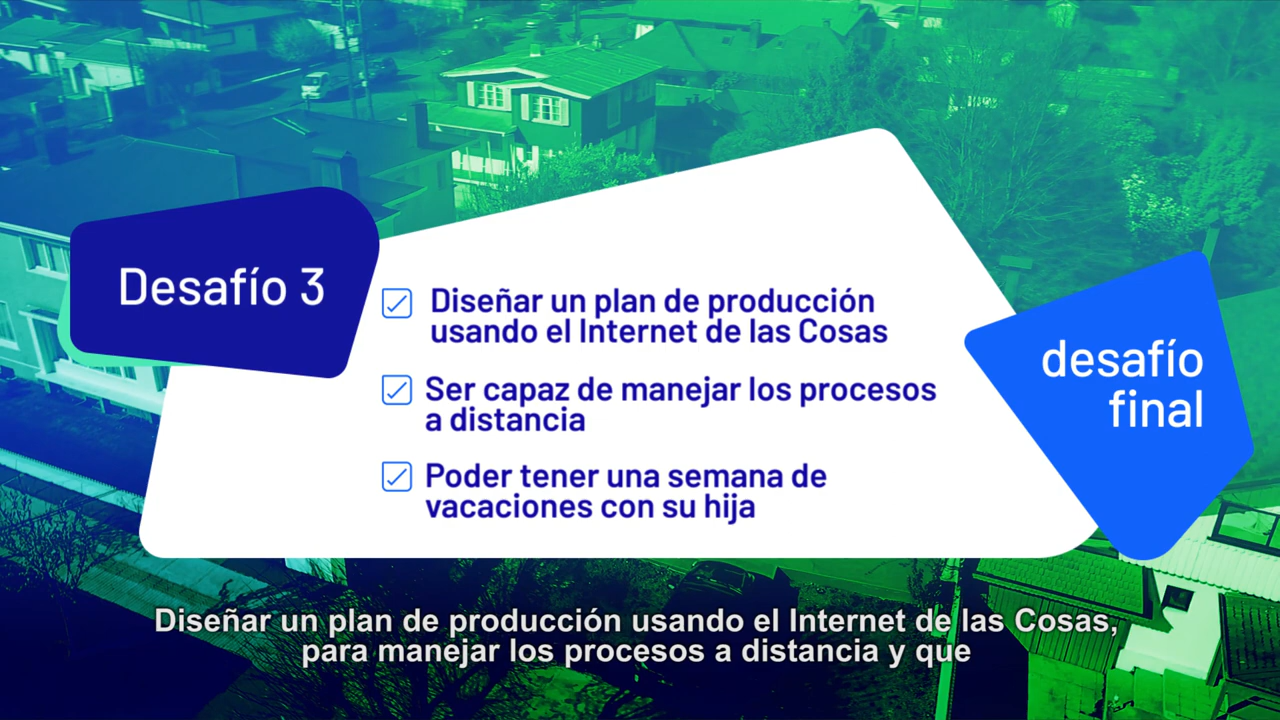 Desafío 3
Diseñar un plan de producción
usando el Internet de las Cosas
Ser capaz de manejar los procesos
a distancia
Poder tener una semana de
vacaciones con su hija
desafío
final
Diseñar un plan de producción usando el Internet de las Cosas,
para manejar los procesos a distancia y que